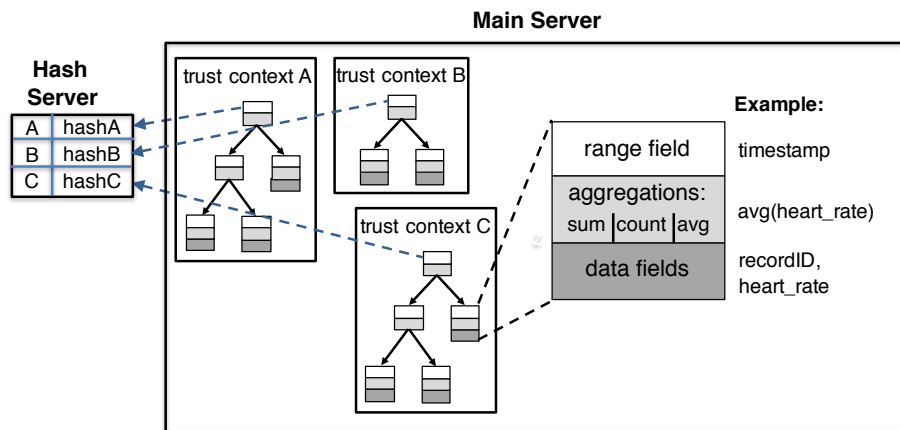 Main Server
Hash
Server
A hashA
B hashB
C hashC
trust context A
trust context B
trust context C
range field
aggregations:
sum count avg
data fields
z
Example:
timestamp
avg(heart_rate)
recordID,
heart_rate